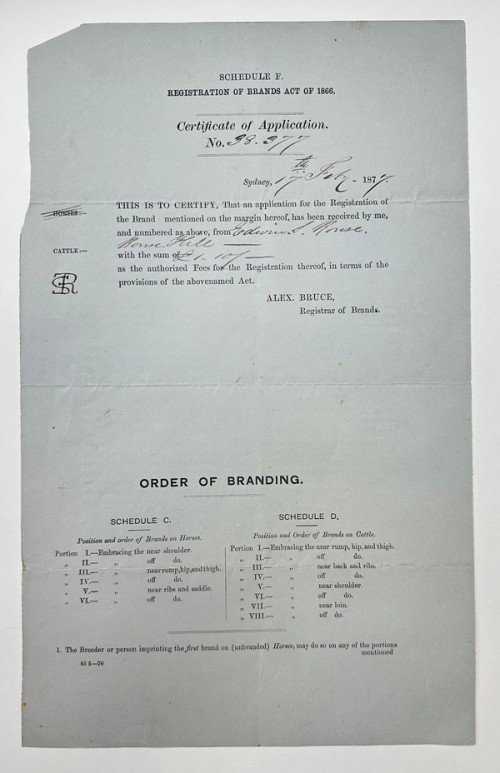 SCHEDULE F.
REGISTRATION OF BRANDS ACT OF 1866.
Certificate of Application.
No. 38.377
Sydney, 17th Feby. 1877.
THIS IS TO CERTIFY, That an application for the Registration of
HORSES:—
the Brand mentioned on the margin hereof, has been received by me,
and numbered as above, from Edwin S. Rouse.
Rouse Hill —
CATTLE:—
with the sum of £1. 10/-
as the authorized Fees for the Registration thereof, in terms of the
provisions of the abovenamed Act.
ALEX. BRUCE,
Registrar of Brands.
ORDER OF BRANDING.
SCHEDULE C.
Position and order of Brands on Horses.
Portion I.—Embracing the near shoulder.
„ II.— „ off do.
„ III.— „ near rump, hip, and thigh.
„ IV.— „ off do.
„ V.— „ near ribs and saddle.
„ VI.— „ off do.
SCHEDULE D.
Position and Order of Brands on Cattle.
Portion I.—Embracing the near rump, hip, and thigh.
„ II.— „ off do.
„ III.— „ near back and ribs.
„ IV.— „ off do.
„ V.— „ near shoulder.
„ VI.— „ off do.
„ VII.— „ near loin.
„ VIII.— „ off do.
1. The Breeder or person imprinting the first brand on (unbranded) Horses, may do so on any of the portions
mentioned